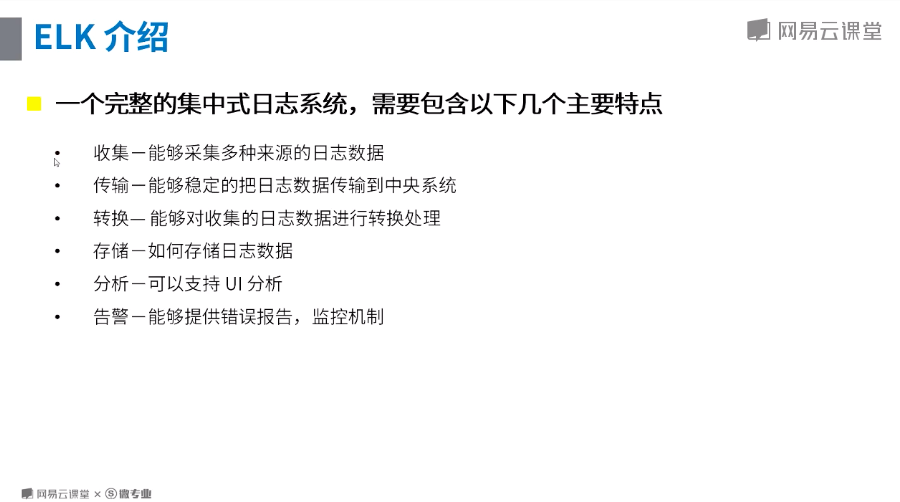 ELK 介绍
网易云课堂
一个完整的集中式日志系统，需要包含以下几个主要特点
• 收集－能够采集多种来源的日志数据
• 传输－能够稳定的把日志数据传输到中央系统
• 转换— 能够对收集的日志数据进行转换处理
• 存储－如何存储日志数据
• 分析－可以支持 UI 分析
• 告警－能够提供错误报告，监控机制
网易云课堂 × 微专业